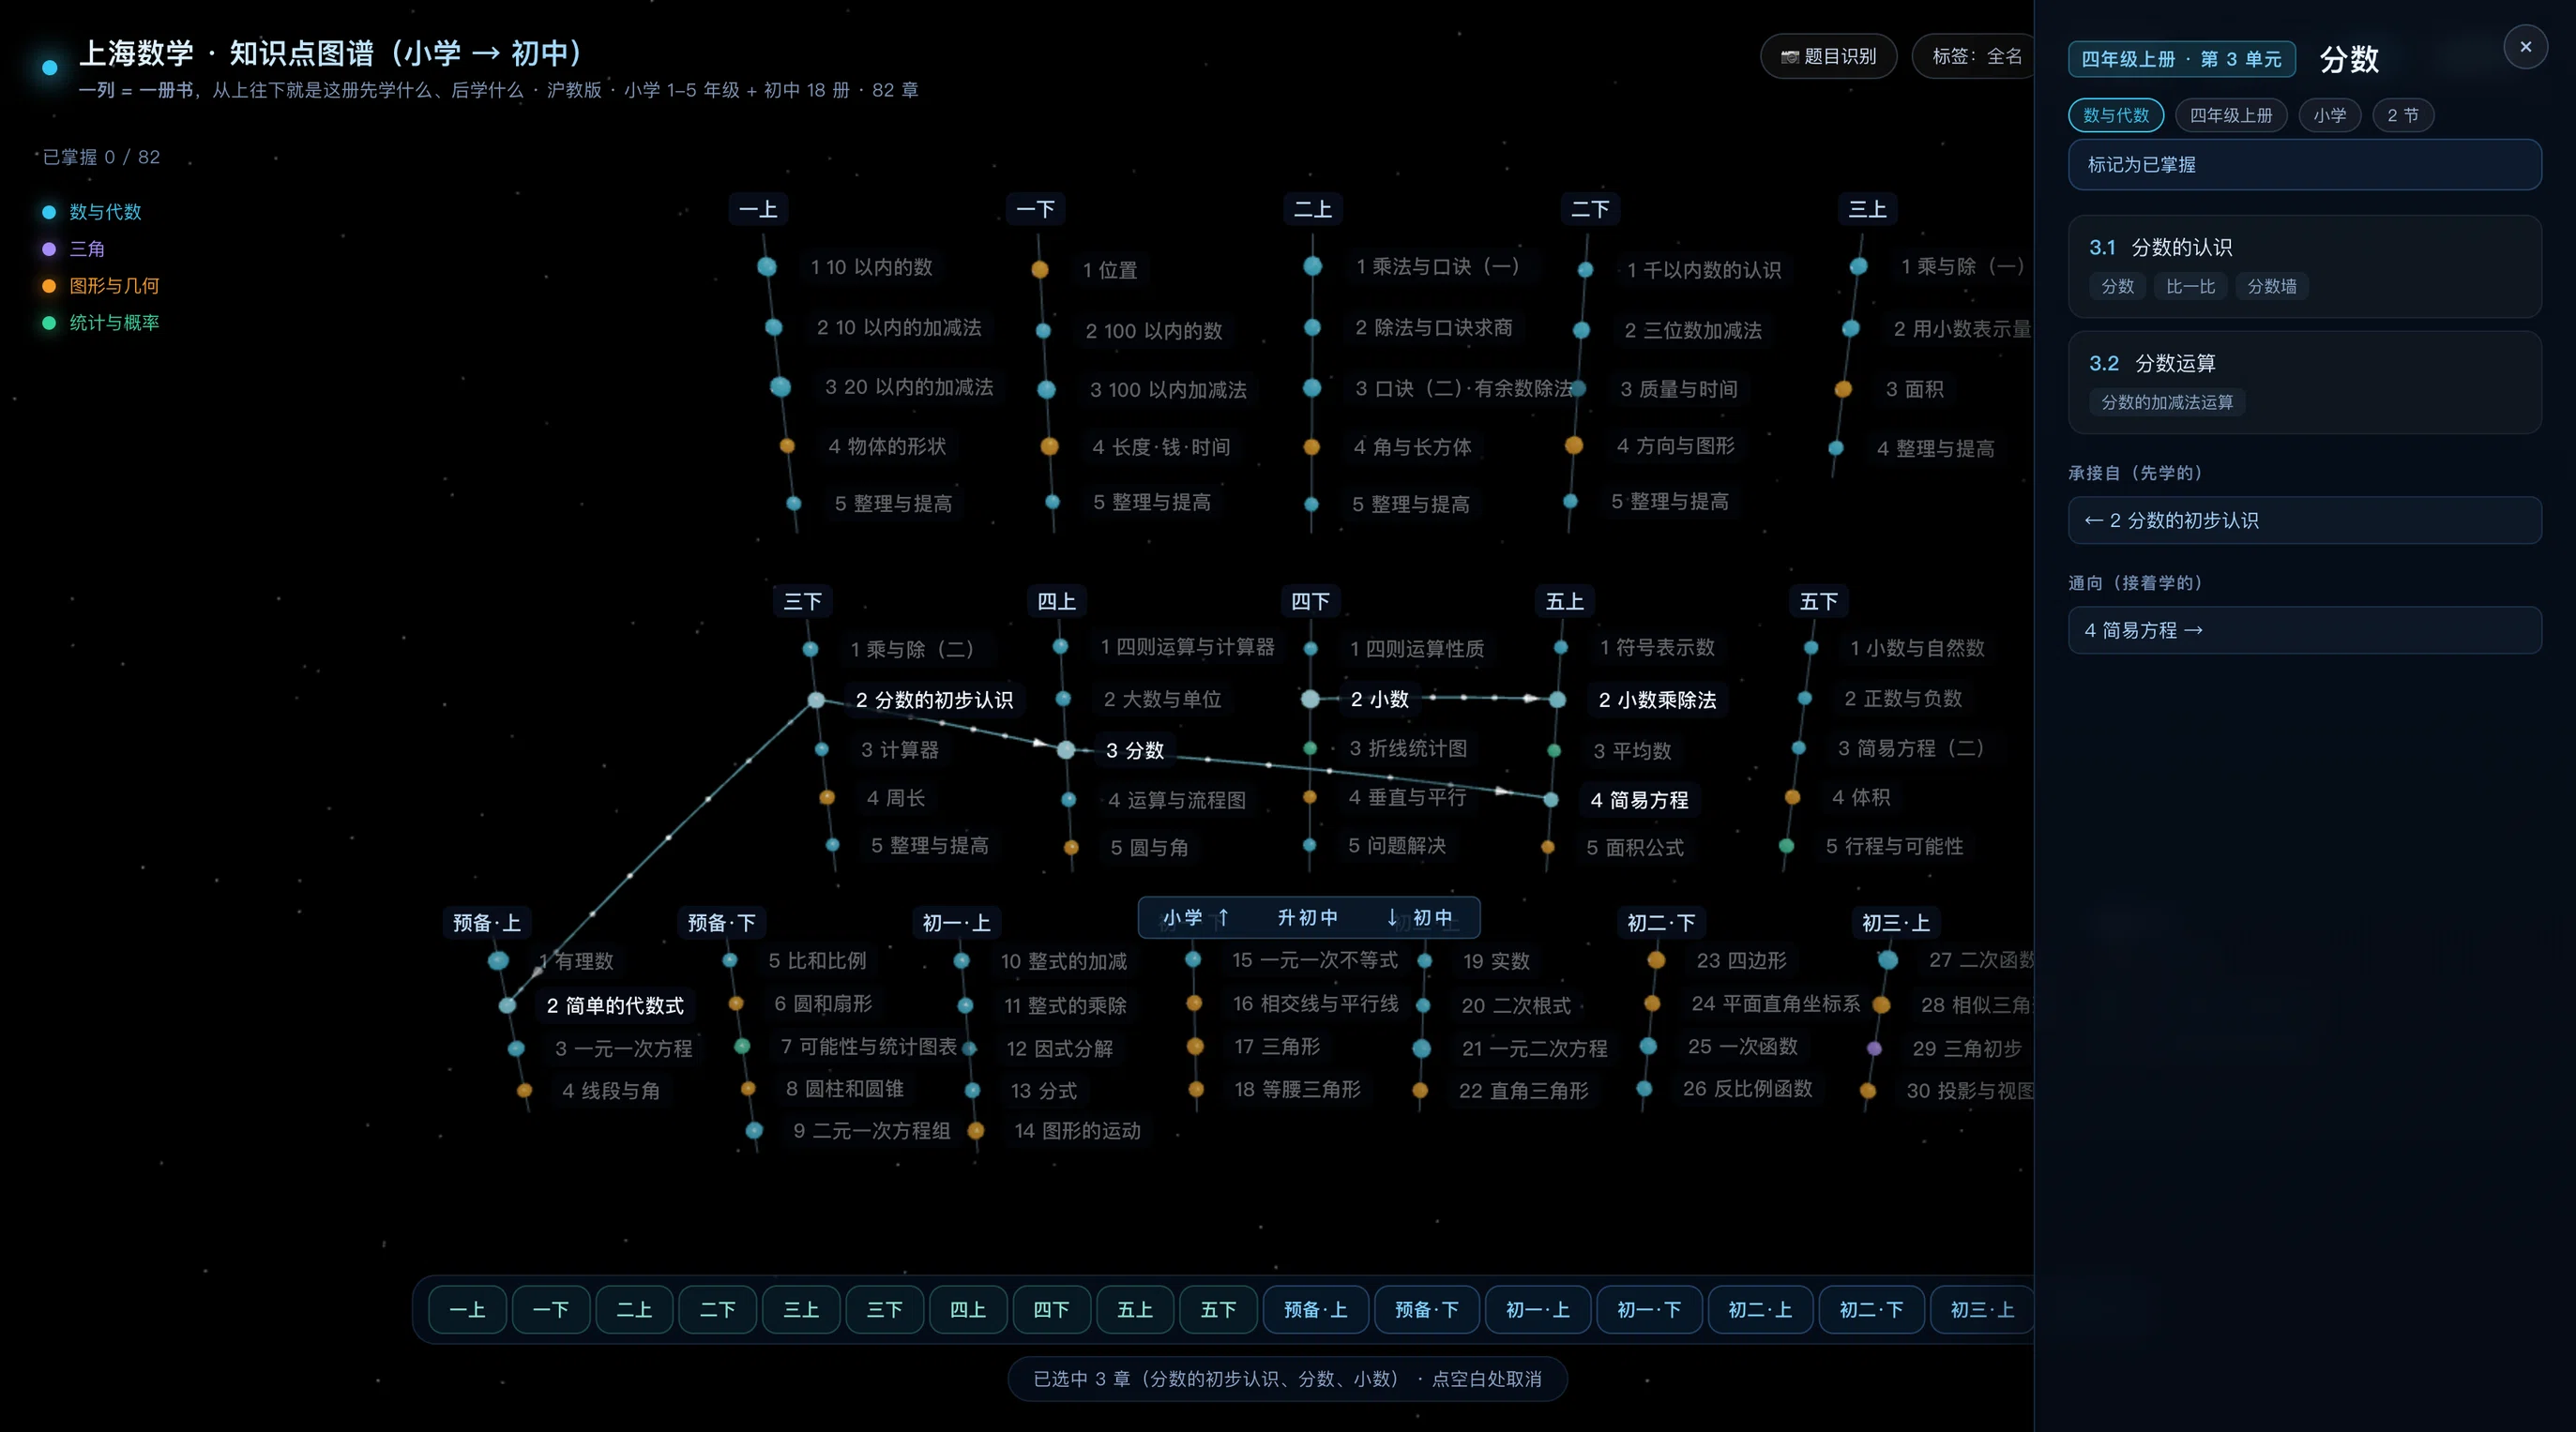 上海数学 · 知识点图谱（小学 → 初中）
一列 = 一册书，从上往下就是这册先学什么、后学什么 · 沪教版 · 小学 1–5 年级 + 初中 18 册 · 82 章
题目识别
标签：全名
已掌握 0 / 82
数与代数
三角
图形与几何
统计与概率
一上
1 10 以内的数
2 10 以内的加减法
3 20 以内的加减法
4 物体的形状
5 整理与提高
一下
1 位置
2 100 以内的数
3 100 以内加减法
4 长度·钱·时间
5 整理与提高
二上
1 乘法与口诀（一）
2 除法与口诀求商
3 口诀（二）·有余数除法
4 角与长方体
5 整理与提高
二下
1 千以内数的认识
2 三位数加减法
3 质量与时间
4 方向与图形
5 整理与提高
三上
1 乘与除（一）
2 用小数表示量
3 面积
4 整理与提高
三下
1 乘与除（二）
2 分数的初步认识
3 计算器
4 周长
5 整理与提高
四上
1 四则运算与计算器
2 大数与单位
3 分数
4 运算与流程图
5 圆与角
四下
1 四则运算性质
2 小数
3 折线统计图
4 垂直与平行
5 问题解决
五上
1 符号表示数
2 小数乘除法
3 平均数
4 简易方程
5 面积公式
五下
1 小数与自然数
2 正数与负数
3 简易方程（二）
4 体积
5 行程与可能性
小学 ↑ 升初中 ↓ 初中
预备·上
1 有理数
2 简单的代数式
3 一元一次方程
4 线段与角
预备·下
5 比和比例
6 圆和扇形
7 可能性与统计图表
8 圆柱和圆锥
9 二元一次方程组
初一·上
10 整式的加减
11 整式的乘除
12 因式分解
13 分式
14 图形的运动
15 一元一次不等式
16 相交线与平行线
17 三角形
18 等腰三角形
19 实数
20 二次根式
21 一元二次方程
22 直角三角形
初二·下
23 四边形
24 平面直角坐标系
25 一次函数
26 反比例函数
初三·上
27 二次函数
28 相似三角
29 三角初步
30 投影与视图
一上 一下 二上 二下 三上 三下 四上 四下 五上 五下 预备·上 预备·下 初一·上 初一·下 初二·上 初二·下 初三·上
已选中 3 章（分数的初步认识、分数、小数） · 点空白处取消
四年级上册 · 第 3 单元 分数
×
数与代数 四年级上册 小学 2 节
标记为已掌握
3.1 分数的认识
分数 比一比 分数墙
3.2 分数运算
分数的加减法运算
承接自（先学的）
← 2 分数的初步认识
通向（接着学的）
4 简易方程 →